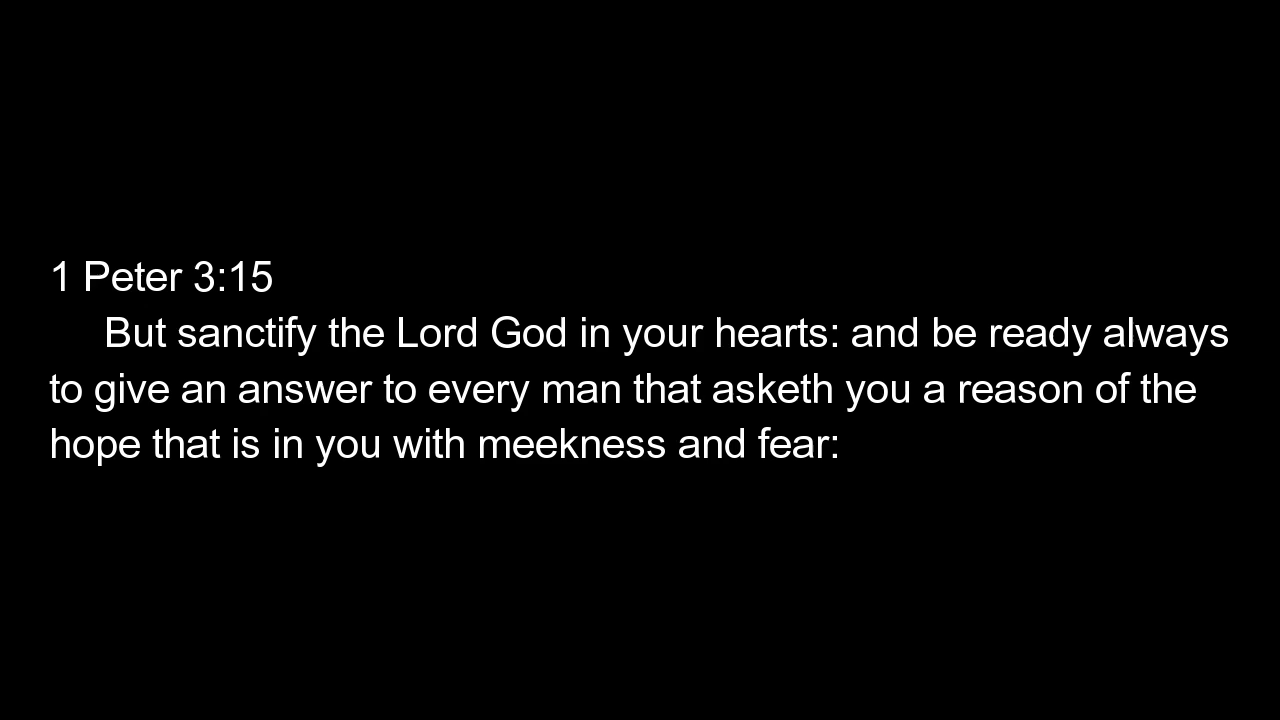 1 Peter 3:15
But sanctify the Lord God in your hearts: and be ready always
to give an answer to every man that asketh you a reason of the
hope that is in you with meekness and fear: